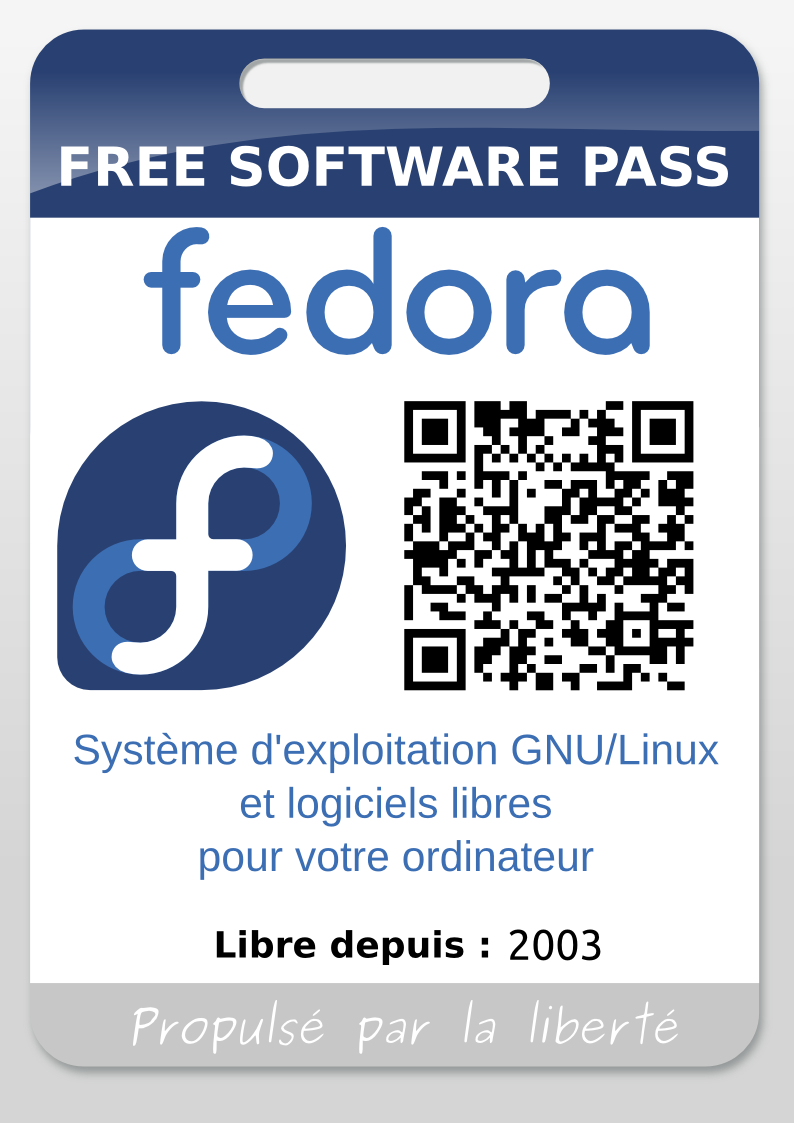 FREE SOFTWARE PASS
fedora
Système d'exploitation GNU/Linux
et logiciels libres
pour votre ordinateur
Libre depuis : 2003
Propulsé par la liberté